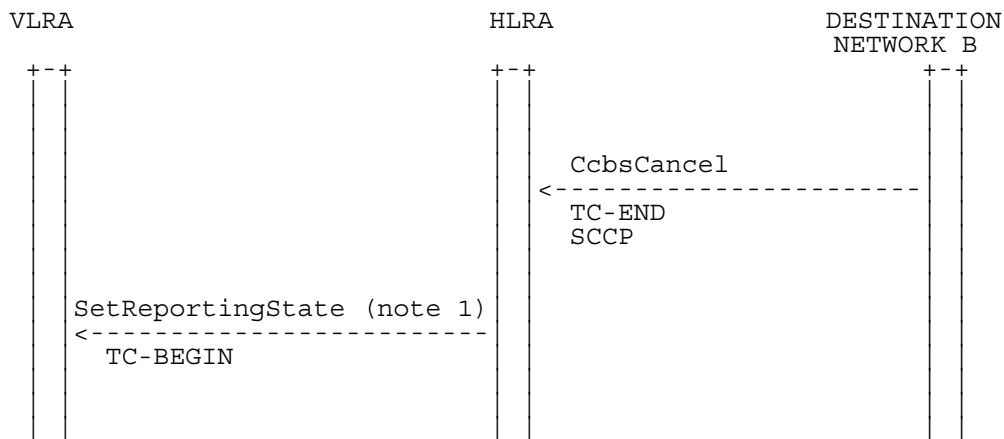 VLRA HLRA DESTINATION
NETWORK B
CcbsCancel
TC-END
SCCP
SetReportingState (note 1)
TC-BEGIN